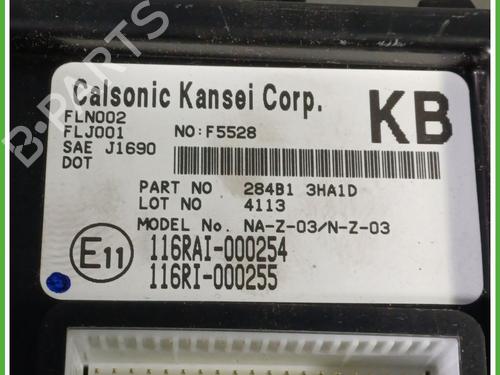 B-PARTS
Calsonic Kansei Corp.
KB
FLN002
FLJ001 NO:F5528
SAE J1690
DOT
PART NO 284B1 3HA1D
LOT NO 4113
MODEL No. NA-Z-03/N-Z-03
E11
116RAI-000254
116RI-000255